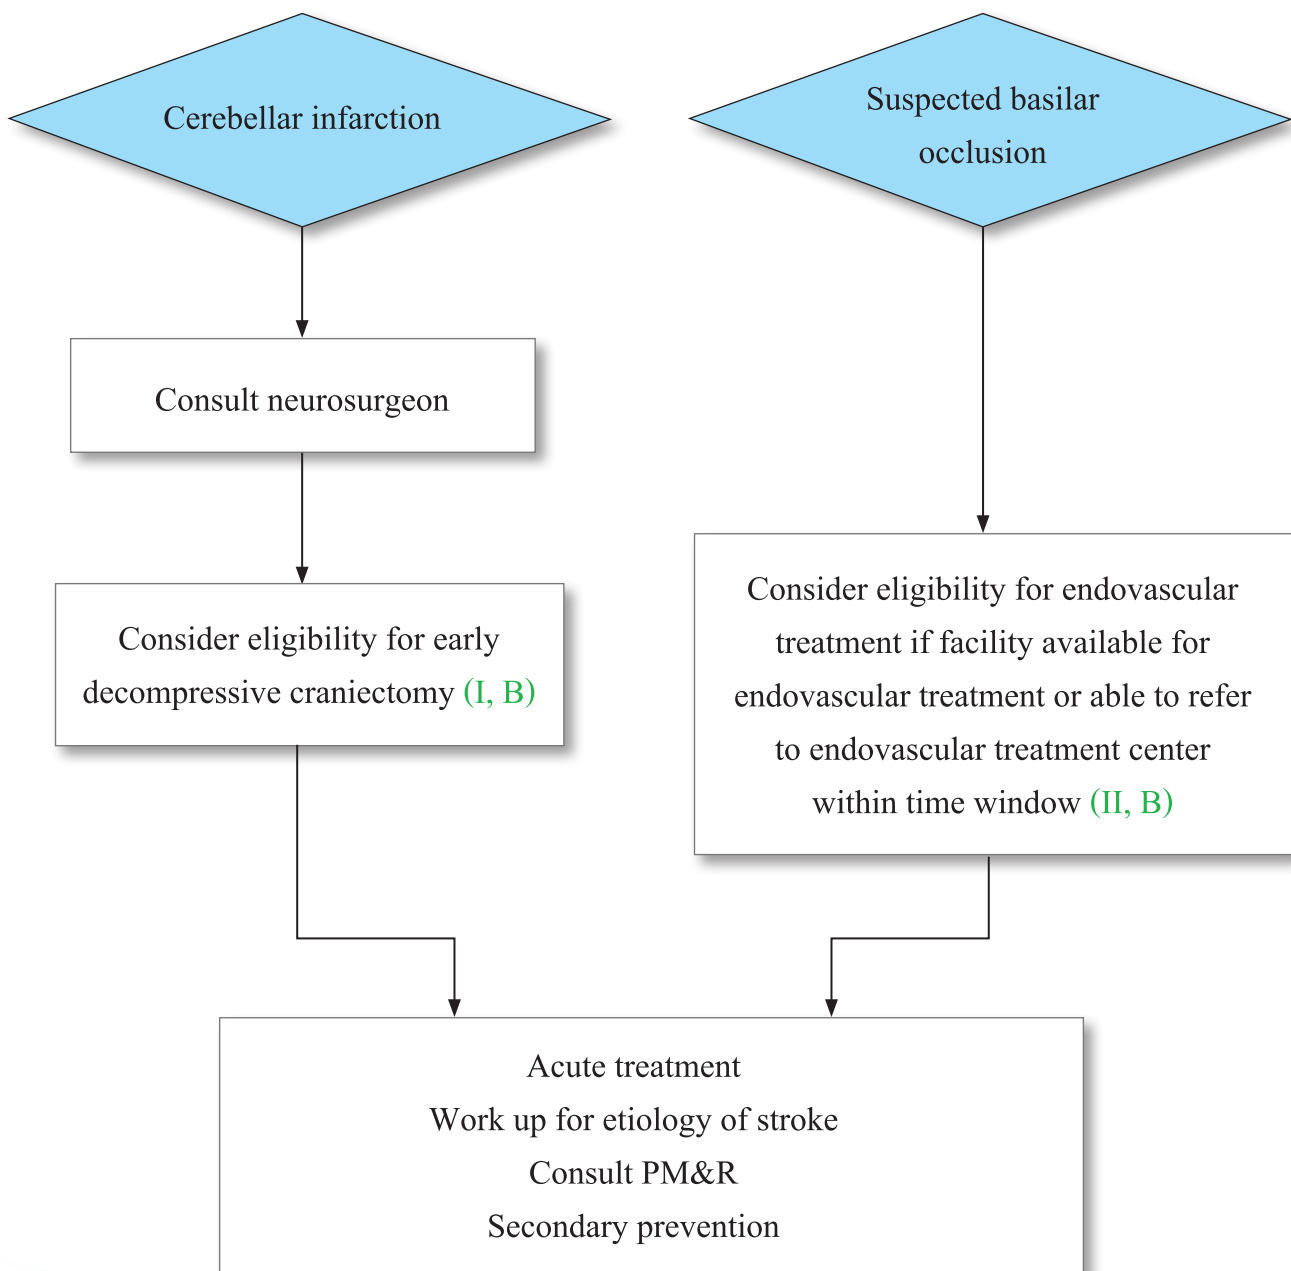 Cerebellar infarction
Suspected basilar
occlusion
Consult neurosurgeon
Consider eligibility for early
decompressive craniectomy (I, B)
Consider eligibility for endovascular
treatment if facility available for
endovascular treatment or able to refer
to endovascular treatment center
within time window (II, B)
Acute treatment
Work up for etiology of stroke
Consult PM&R
Secondary prevention